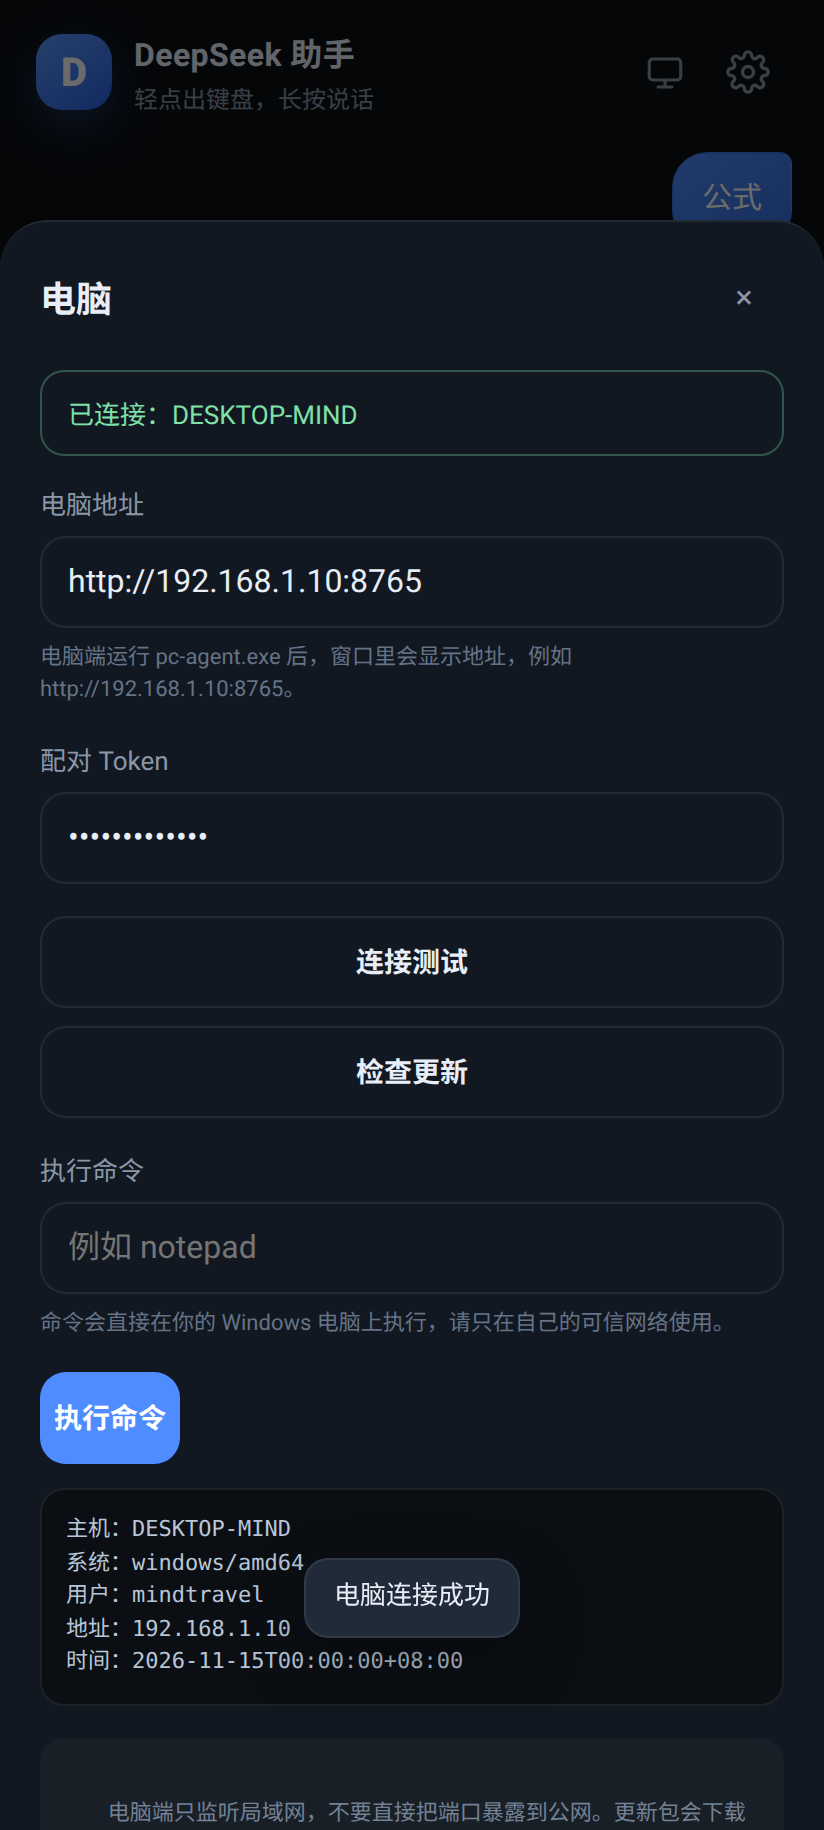 D
DeepSeek 助手
轻点出键盘，长按说话
公式
电脑
×
已连接：DESKTOP-MIND
电脑地址
http://192.168.1.10:8765
电脑端运行 pc-agent.exe 后，窗口里会显示地址，例如
http://192.168.1.10:8765。
配对 Token
•••••••••••••
连接测试
检查更新
执行命令
例如 notepad
命令会直接在你的 Windows 电脑上执行，请只在自己的可信网络使用。
执行命令
主机：DESKTOP-MIND
系统：windows/amd64
用户：mindtravel
地址：192.168.1.10
时间：2026-11-15T00:00:00+08:00
电脑连接成功
电脑端只监听局域网，不要直接把端口暴露到公网。更新包会下载